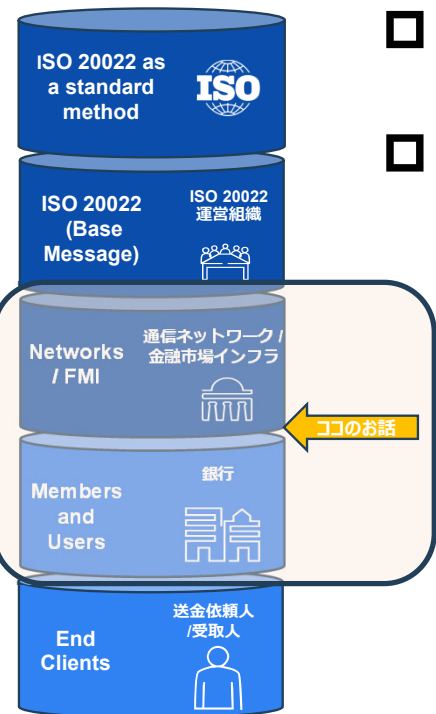 ISO 20022 as
a standard
method
ISO
ISO 20022
(Base
Message)
ISO 20022
運営組織
Networks
/ FMI
通信ネットワーク /
金融市場インフラ
ココのお話
Members
and
Users
銀行
End
Clients
送金依頼人
/受取人